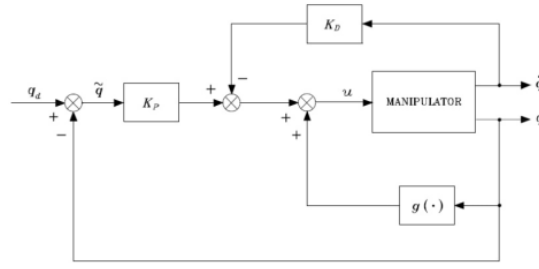 K_D
q_d
q̃
K_P
u
MANIPULATOR
g(·)
+
−
+
−
+
+